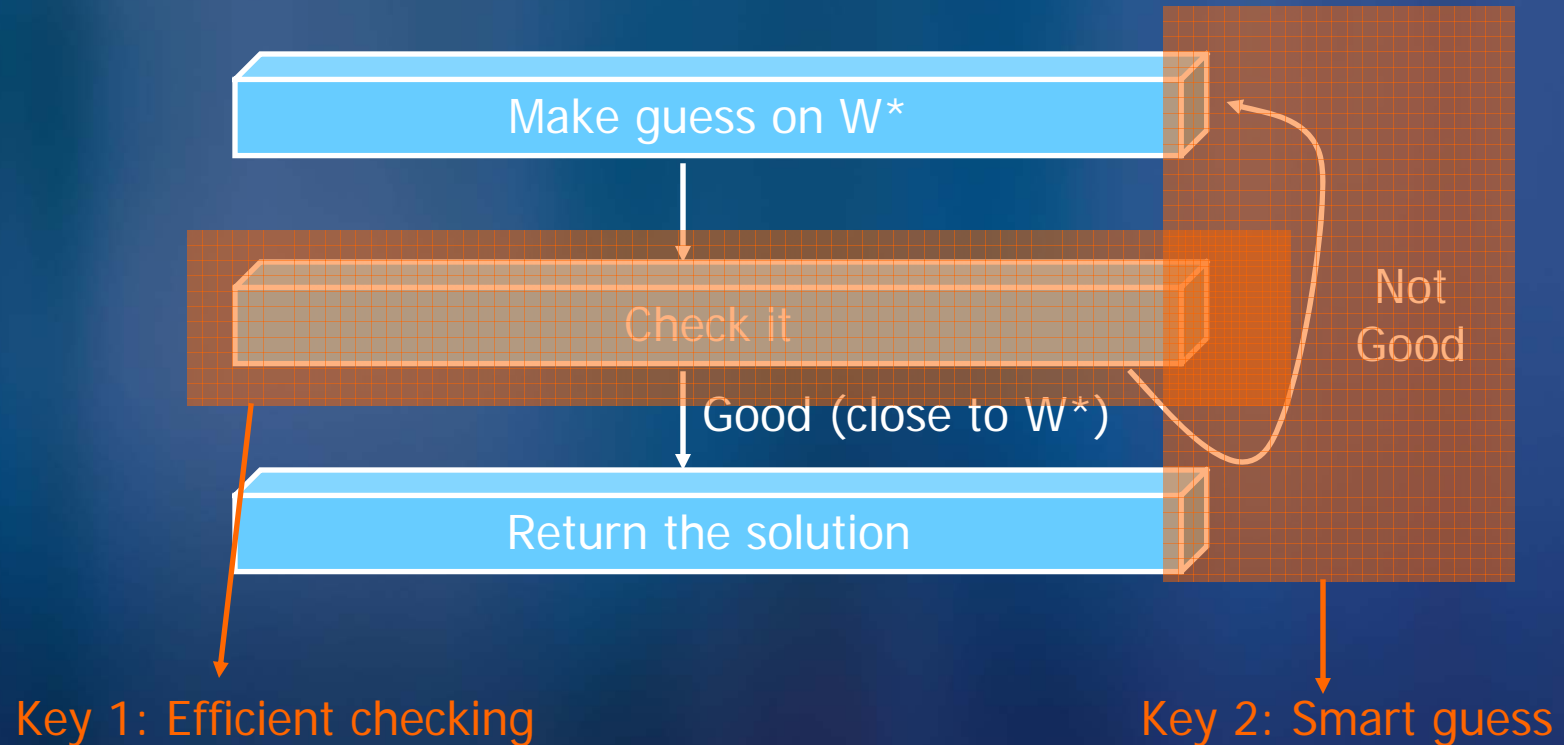 Make guess on W*
Check it
Not
Good
Good (close to W*)
Return the solution
Key 1: Efficient checking
Key 2: Smart guess